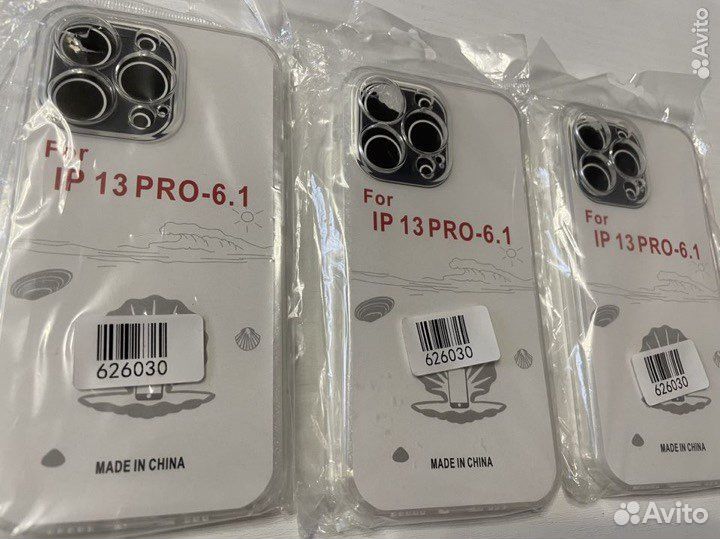 For
IP 13 PRO-6.1
626030
MADE IN CHINA
For
IP 13 PRO-6.1
626030
MADE IN CHINA
For
IP 13 PRO-6.1
626030
MADE IN CHINA
Avito
Avito